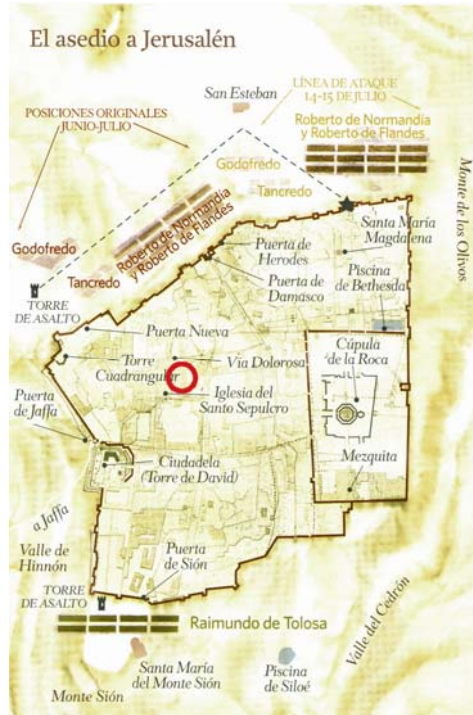 El asedio a Jerusalén
San Esteban
LÍNEA DE ATAQUE
14-15 DE JULIO
POSICIONES ORIGINALES
JUNIO-JULIO
Roberto de Normandia
y Roberto de Flandes
Godofredo
Tancredo
Roberto de Normandia
y Roberto de Flandes
Godofredo
Tancredo
Monte de los Olivos
TORRE
DE ASALTO
Puerta de
Herodes
Santa María
Magdalena
Puerta de
Damasco
Piscina
de Bethesda
Puerta Nueva
Torre
Cuadrangular
Via Dolorosa
Cúpula
de la Roca
Puerta
de Jaffa
Iglesia del
Santo Sepulcro
Ciudadela
(Torre de David)
Mezquita
a Jaffa
Valle de
Hinnón
Puerta
de Sión
TORRE
DE ASALTO
Raimundo de Tolosa
Valle del Cedrón
Santa María
del Monte Sión
Piscina
de Siloé
Monte Sión